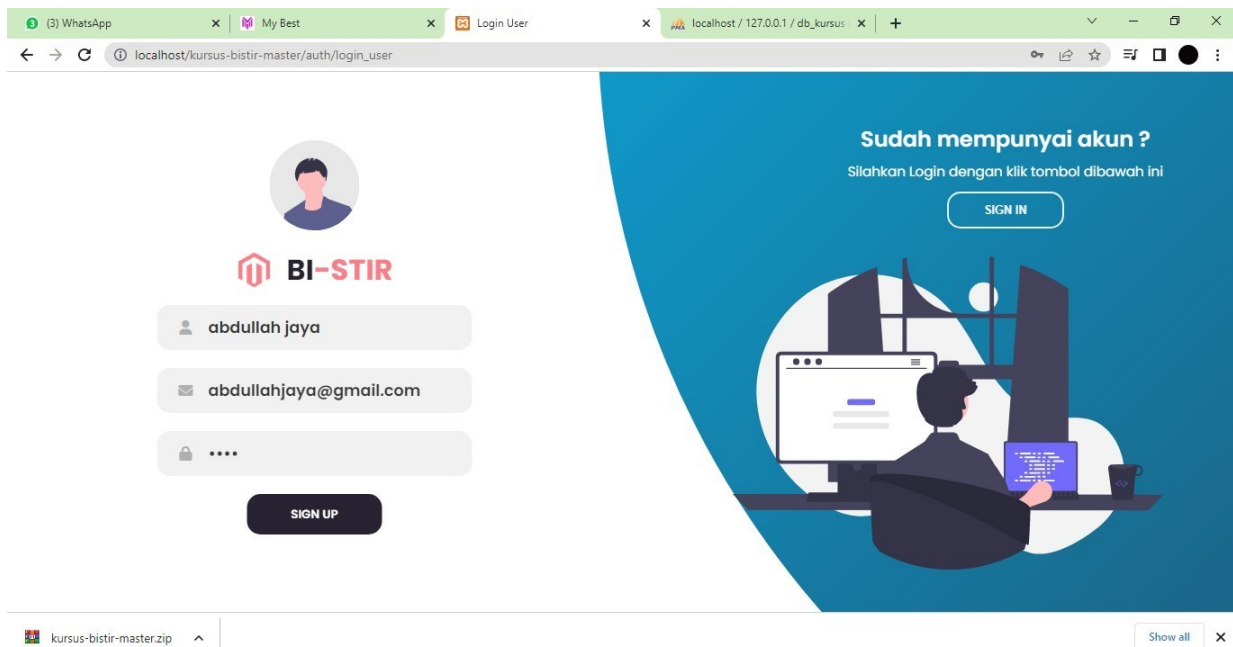 3 (3) WhatsApp
My Best
Login User
PMA localhost / 127.0.0.1 / db_kursus
localhost/kursus-bistir-master/auth/login_user
BI-STIR
abdullah jaya
abdullahjaya@gmail.com
••••
SIGN UP
Sudah mempunyai akun ?
Silahkan Login dengan klik tombol dibawah ini
SIGN IN
kursus-bistir-master.zip
Show all